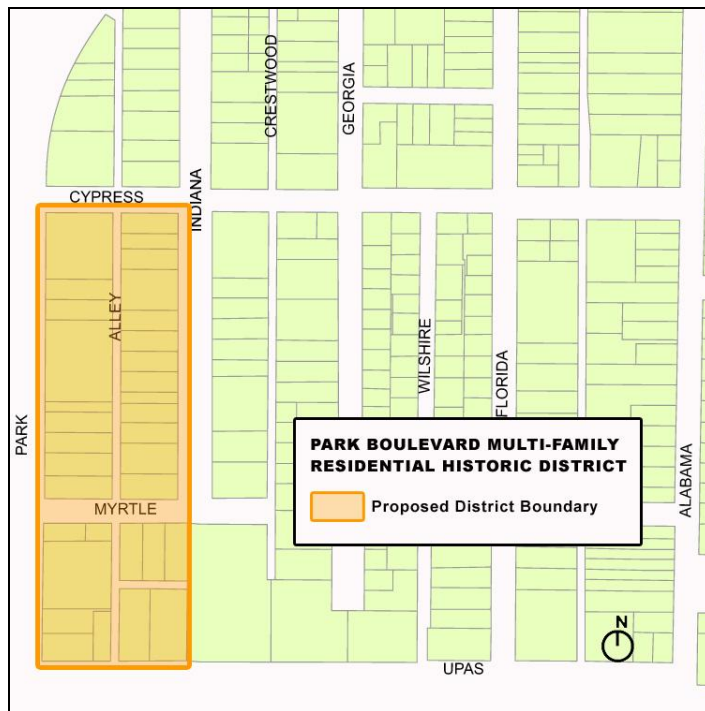 CRESTWOOD
GEORGIA
CYPRESS
INDIANA
ALLEY
WILSHIRE
FLORIDA
PARK
PARK BOULEVARD MULTI-FAMILY
RESIDENTIAL HISTORIC DISTRICT
Proposed District Boundary
MYRTLE
ALABAMA
N
UPAS